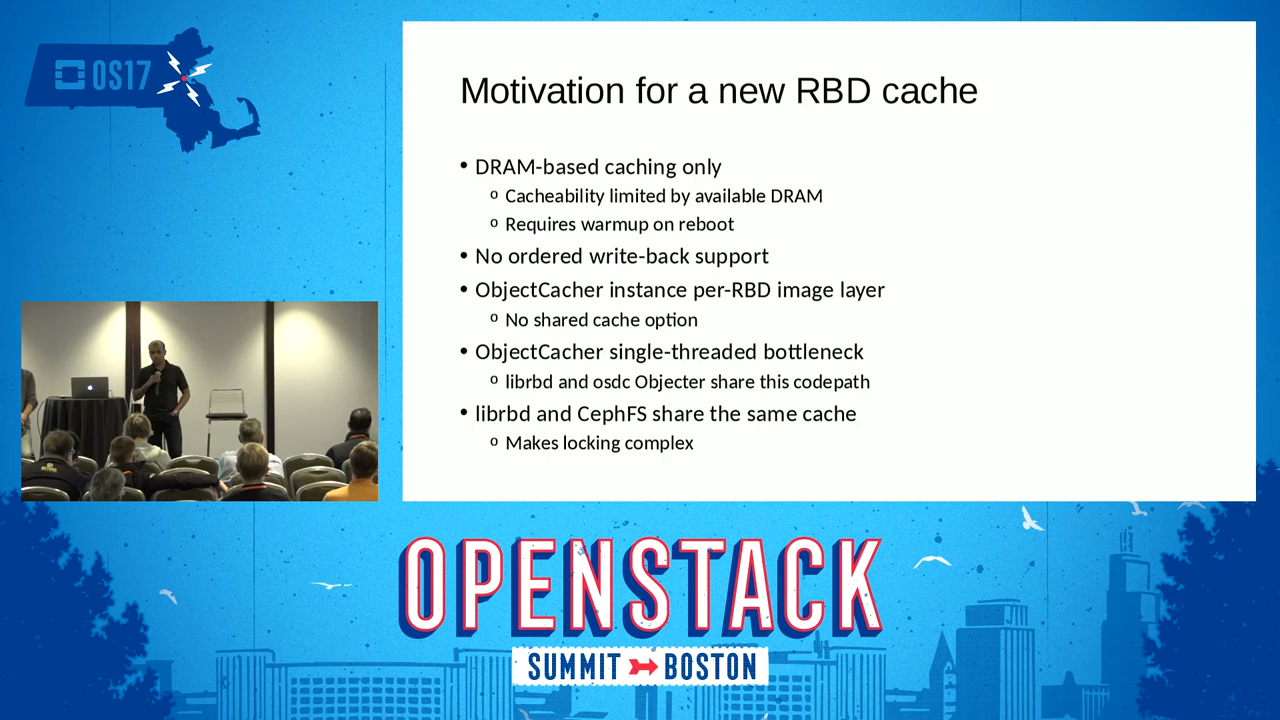 OS17
Motivation for a new RBD cache
• DRAM-based caching only
o Cacheability limited by available DRAM
o Requires warmup on reboot
• No ordered write-back support
• ObjectCacher instance per-RBD image layer
o No shared cache option
• ObjectCacher single-threaded bottleneck
o librbd and osdc Objecter share this codepath
• librbd and CephFS share the same cache
o Makes locking complex
OPENSTACK
SUMMIT BOSTON